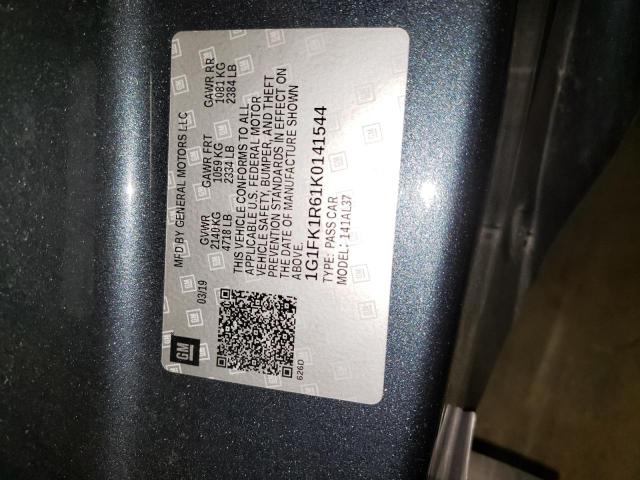 MFD BY GENERAL MOTORS LLC
03/19 GVWR GAWR FRT GAWR RR
2140 KG 1059 KG 1081 KG
4718 LB 2334 LB 2384 LB
THIS VEHICLE CONFORMS TO ALL
APPLICABLE U.S. FEDERAL MOTOR
VEHICLE SAFETY, BUMPER, AND THEFT
PREVENTION STANDARDS IN EFFECT ON
THE DATE OF MANUFACTURE SHOWN
ABOVE.
1G1FK1R61K0141544
TYPE: PASS CAR
MODEL: 141AL37
GM
626D